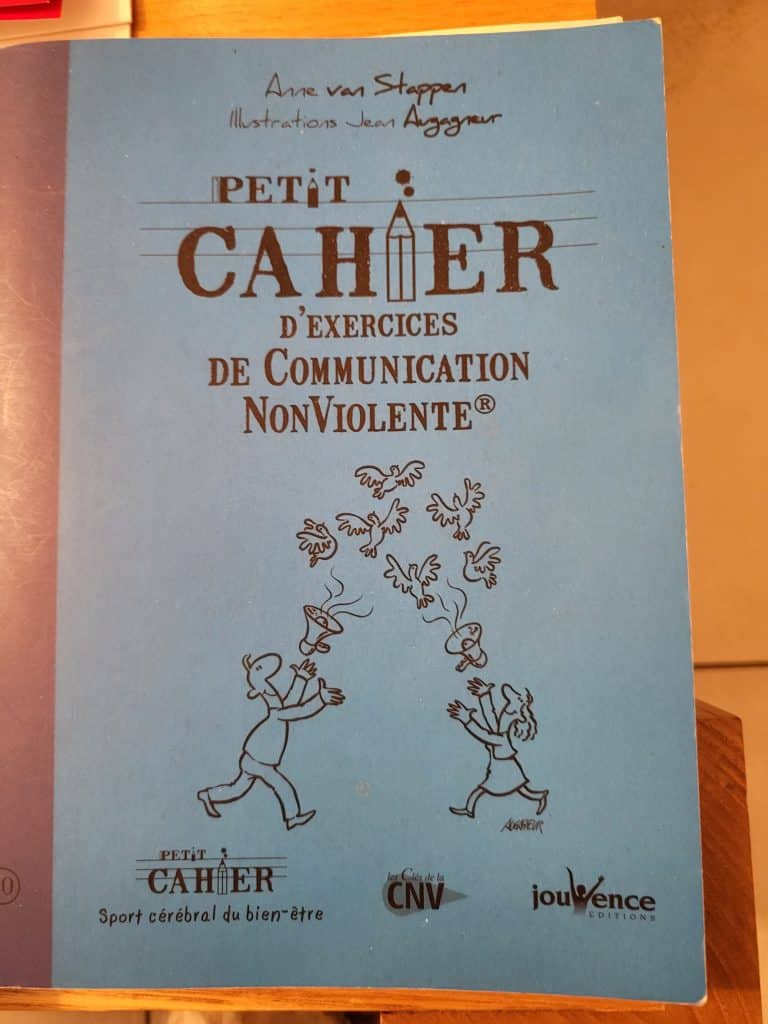 Anne van Stappen
Illustrations Jean Augagneur
PETIT
CAHIER
D'EXERCICES
DE COMMUNICATION
NONVIOLENTE®
AUGAGNEUR
PETIT
CAHIER
Sport cérébral du bien-être
les Clés de la
CNV
jouvence
EDITIONS